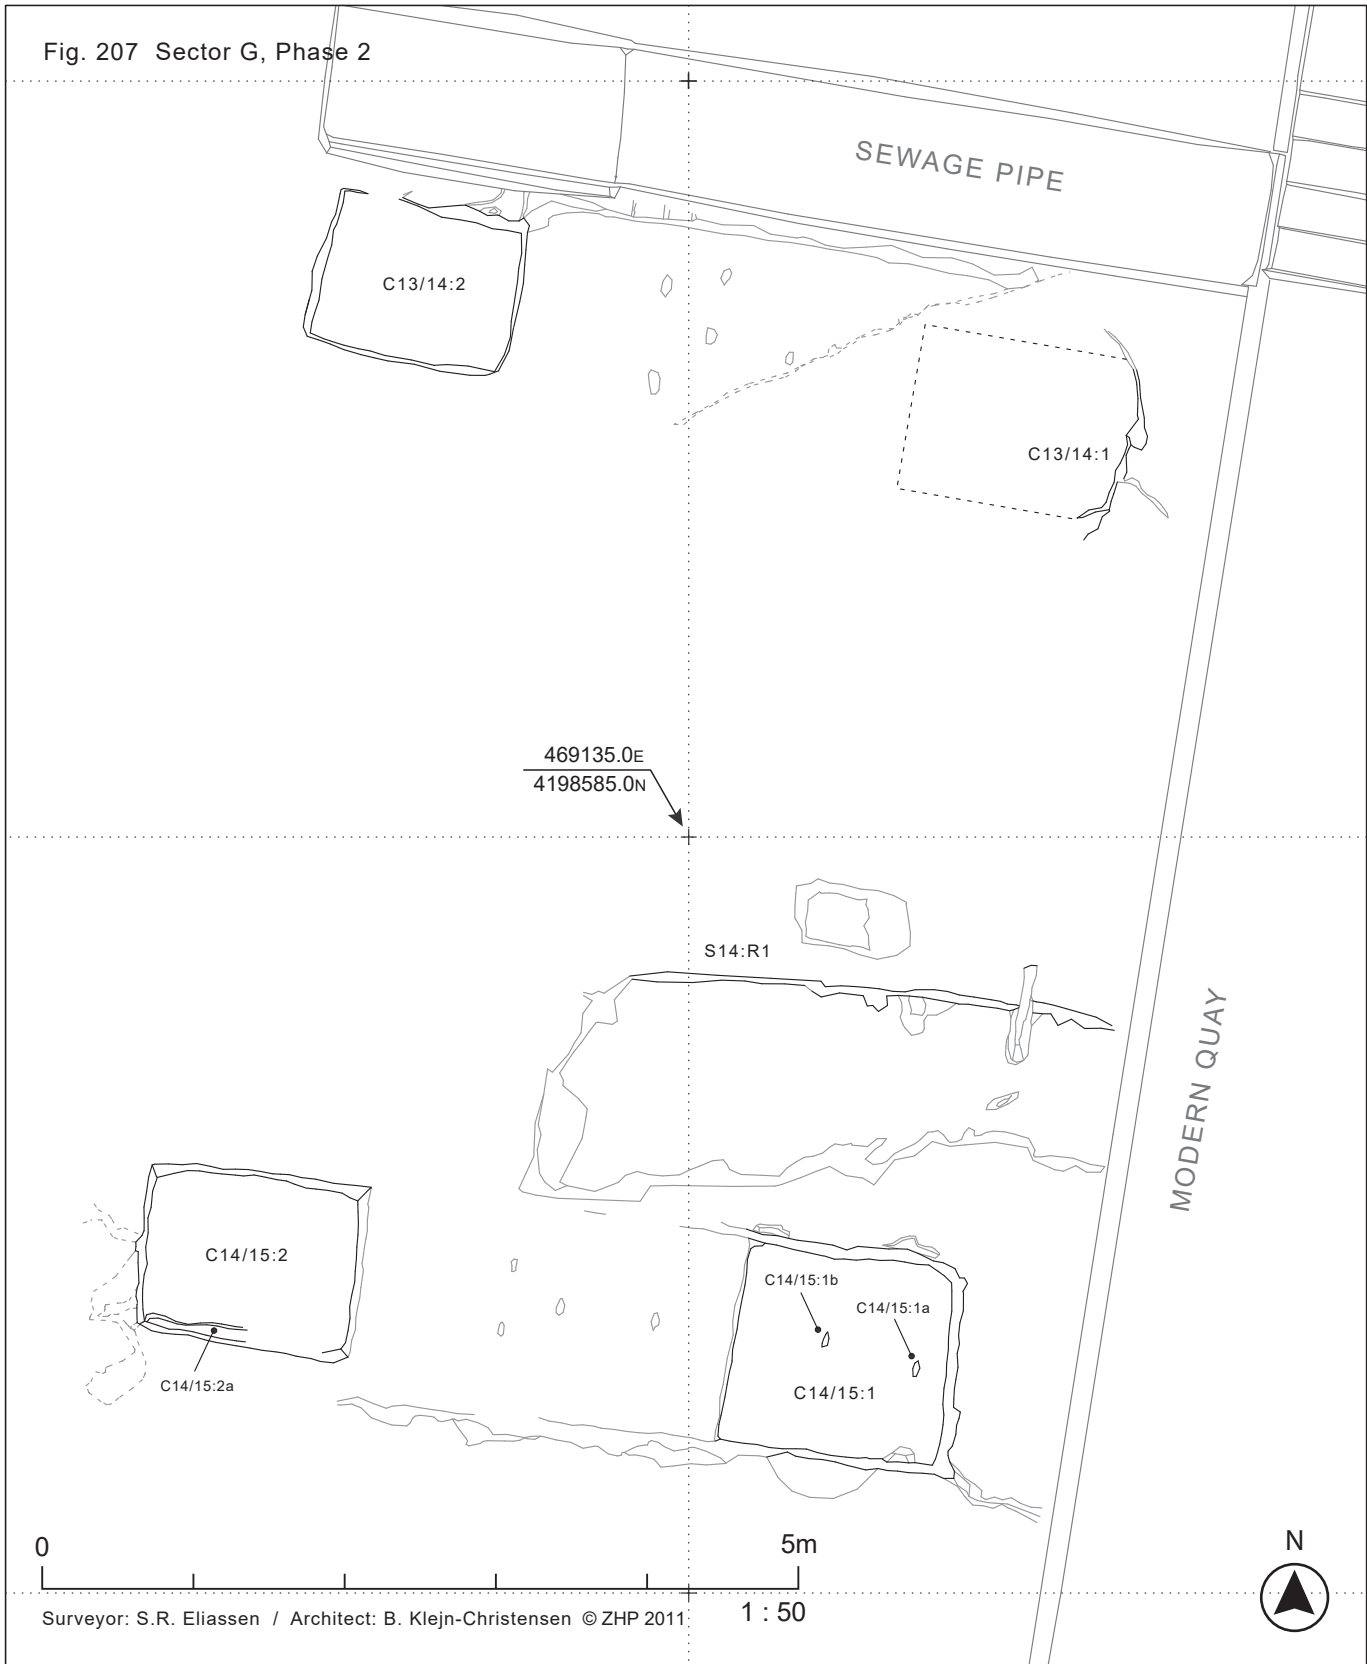 Fig. 207 Sector G, Phase 2
SEWAGE PIPE
C13/14:2
C13/14:1
469135.0E
4198585.0N
S14:R1
MODERN QUAY
C14/15:2
C14/15:1b
C14/15:1a
C14/15:2a
C14/15:1
0
5m
N
Surveyor: S.R. Eliassen / Architect: B. Klejn-Christensen © ZHP 2011
1 : 50